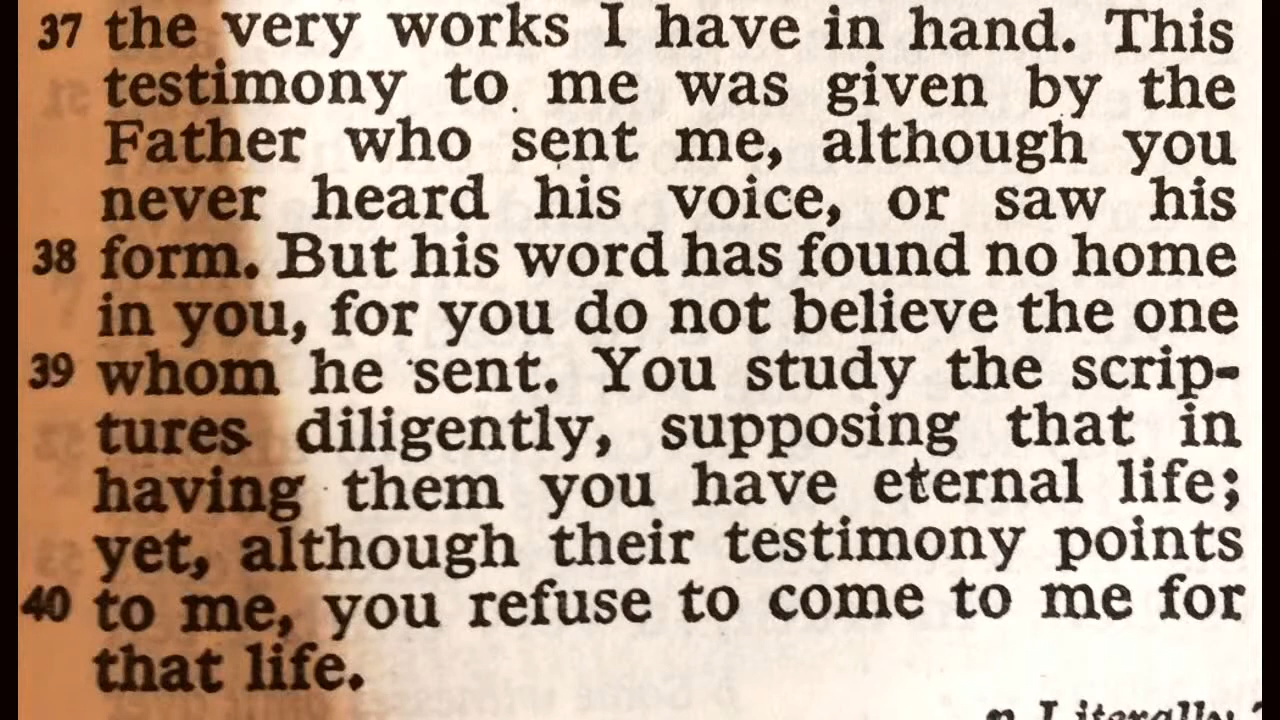 37 the very works I have in hand. This
testimony to me was given by the
Father who sent me, although you
never heard his voice, or saw his
38 form. But his word has found no home
in you, for you do not believe the one
39 whom he sent. You study the scrip-
tures diligently, supposing that in
having them you have eternal life;
yet, although their testimony points
40 to me, you refuse to come to me for
that life.